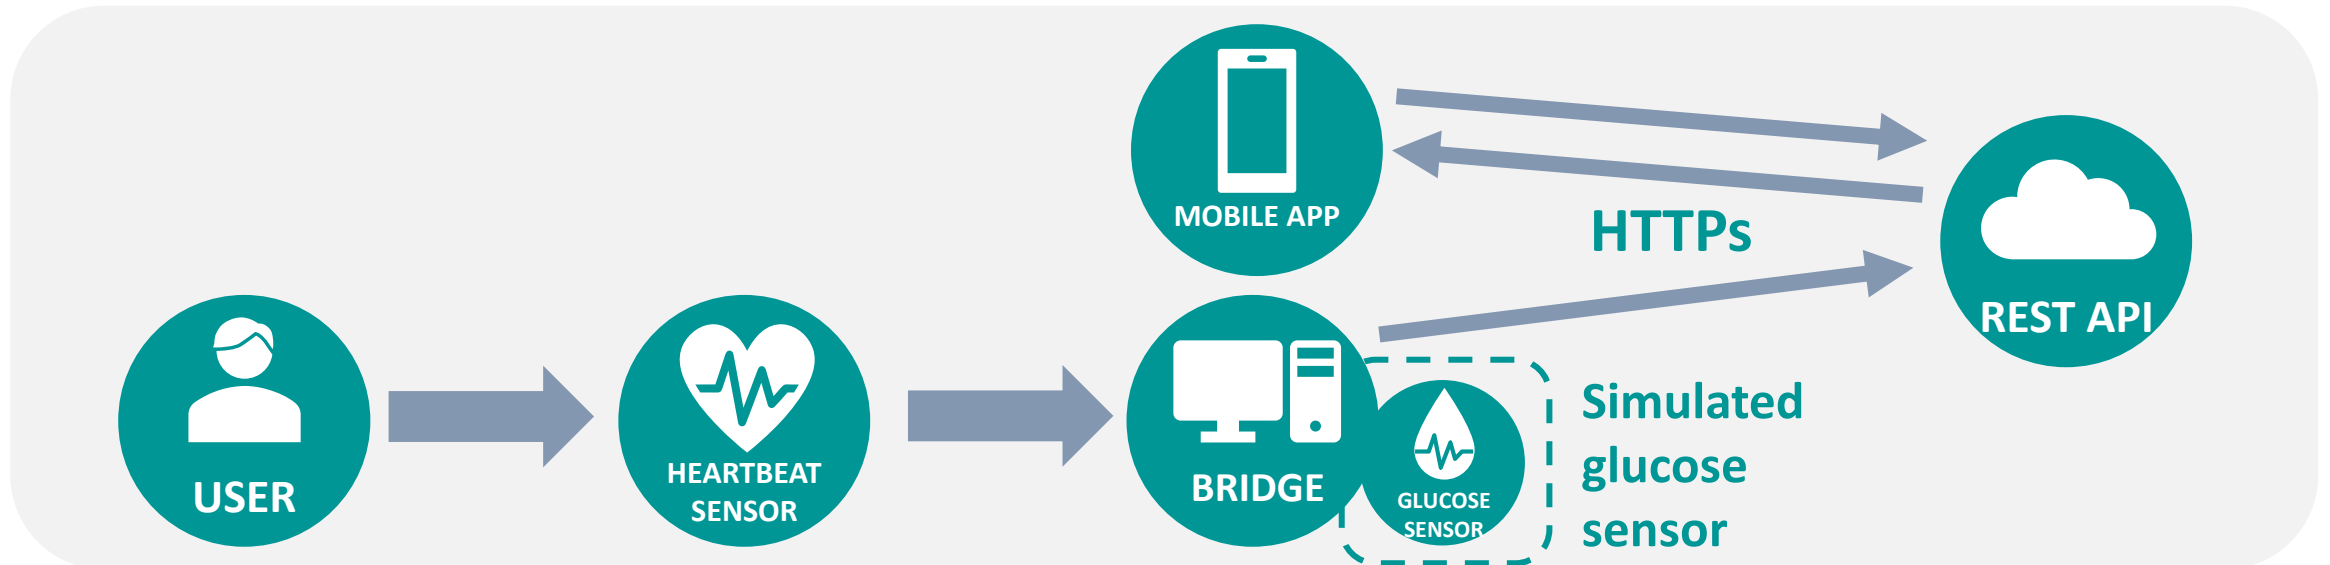 MOBILE APP
HTTPs
REST API
USER
HEARTBEAT
SENSOR
BRIDGE
GLUCOSE
SENSOR
Simulated
glucose
sensor